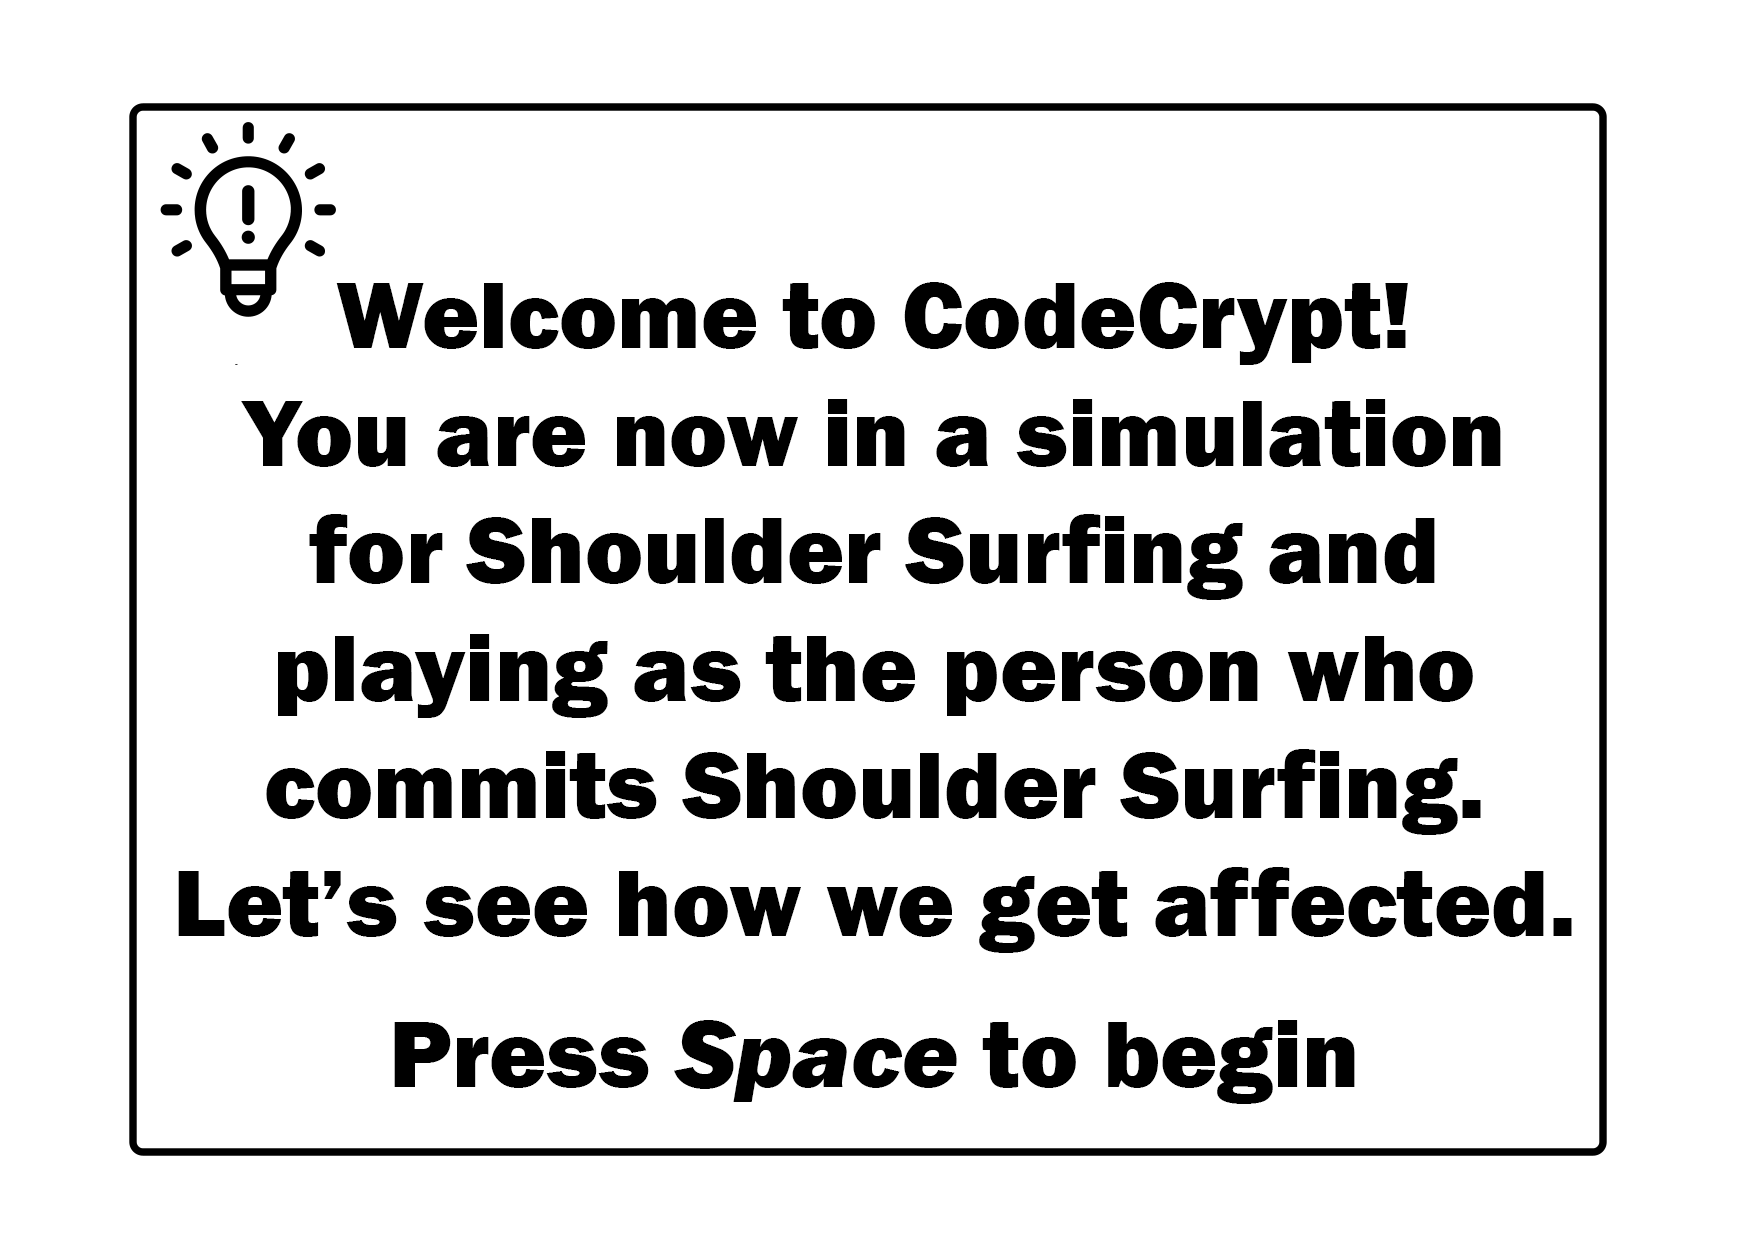 Welcome to CodeCrypt!
You are now in a simulation
for Shoulder Surfing and
playing as the person who
commits Shoulder Surfing.
Let’s see how we get affected.
Press Space to begin